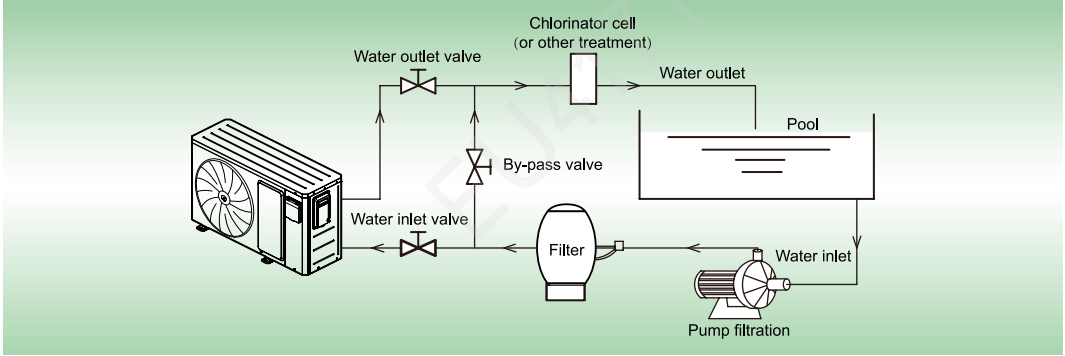 Chlorinator cell
(or other treatment)
Water outlet valve
Water outlet
Pool
By-pass valve
Water inlet valve
Filter
Water inlet
Pump filtration